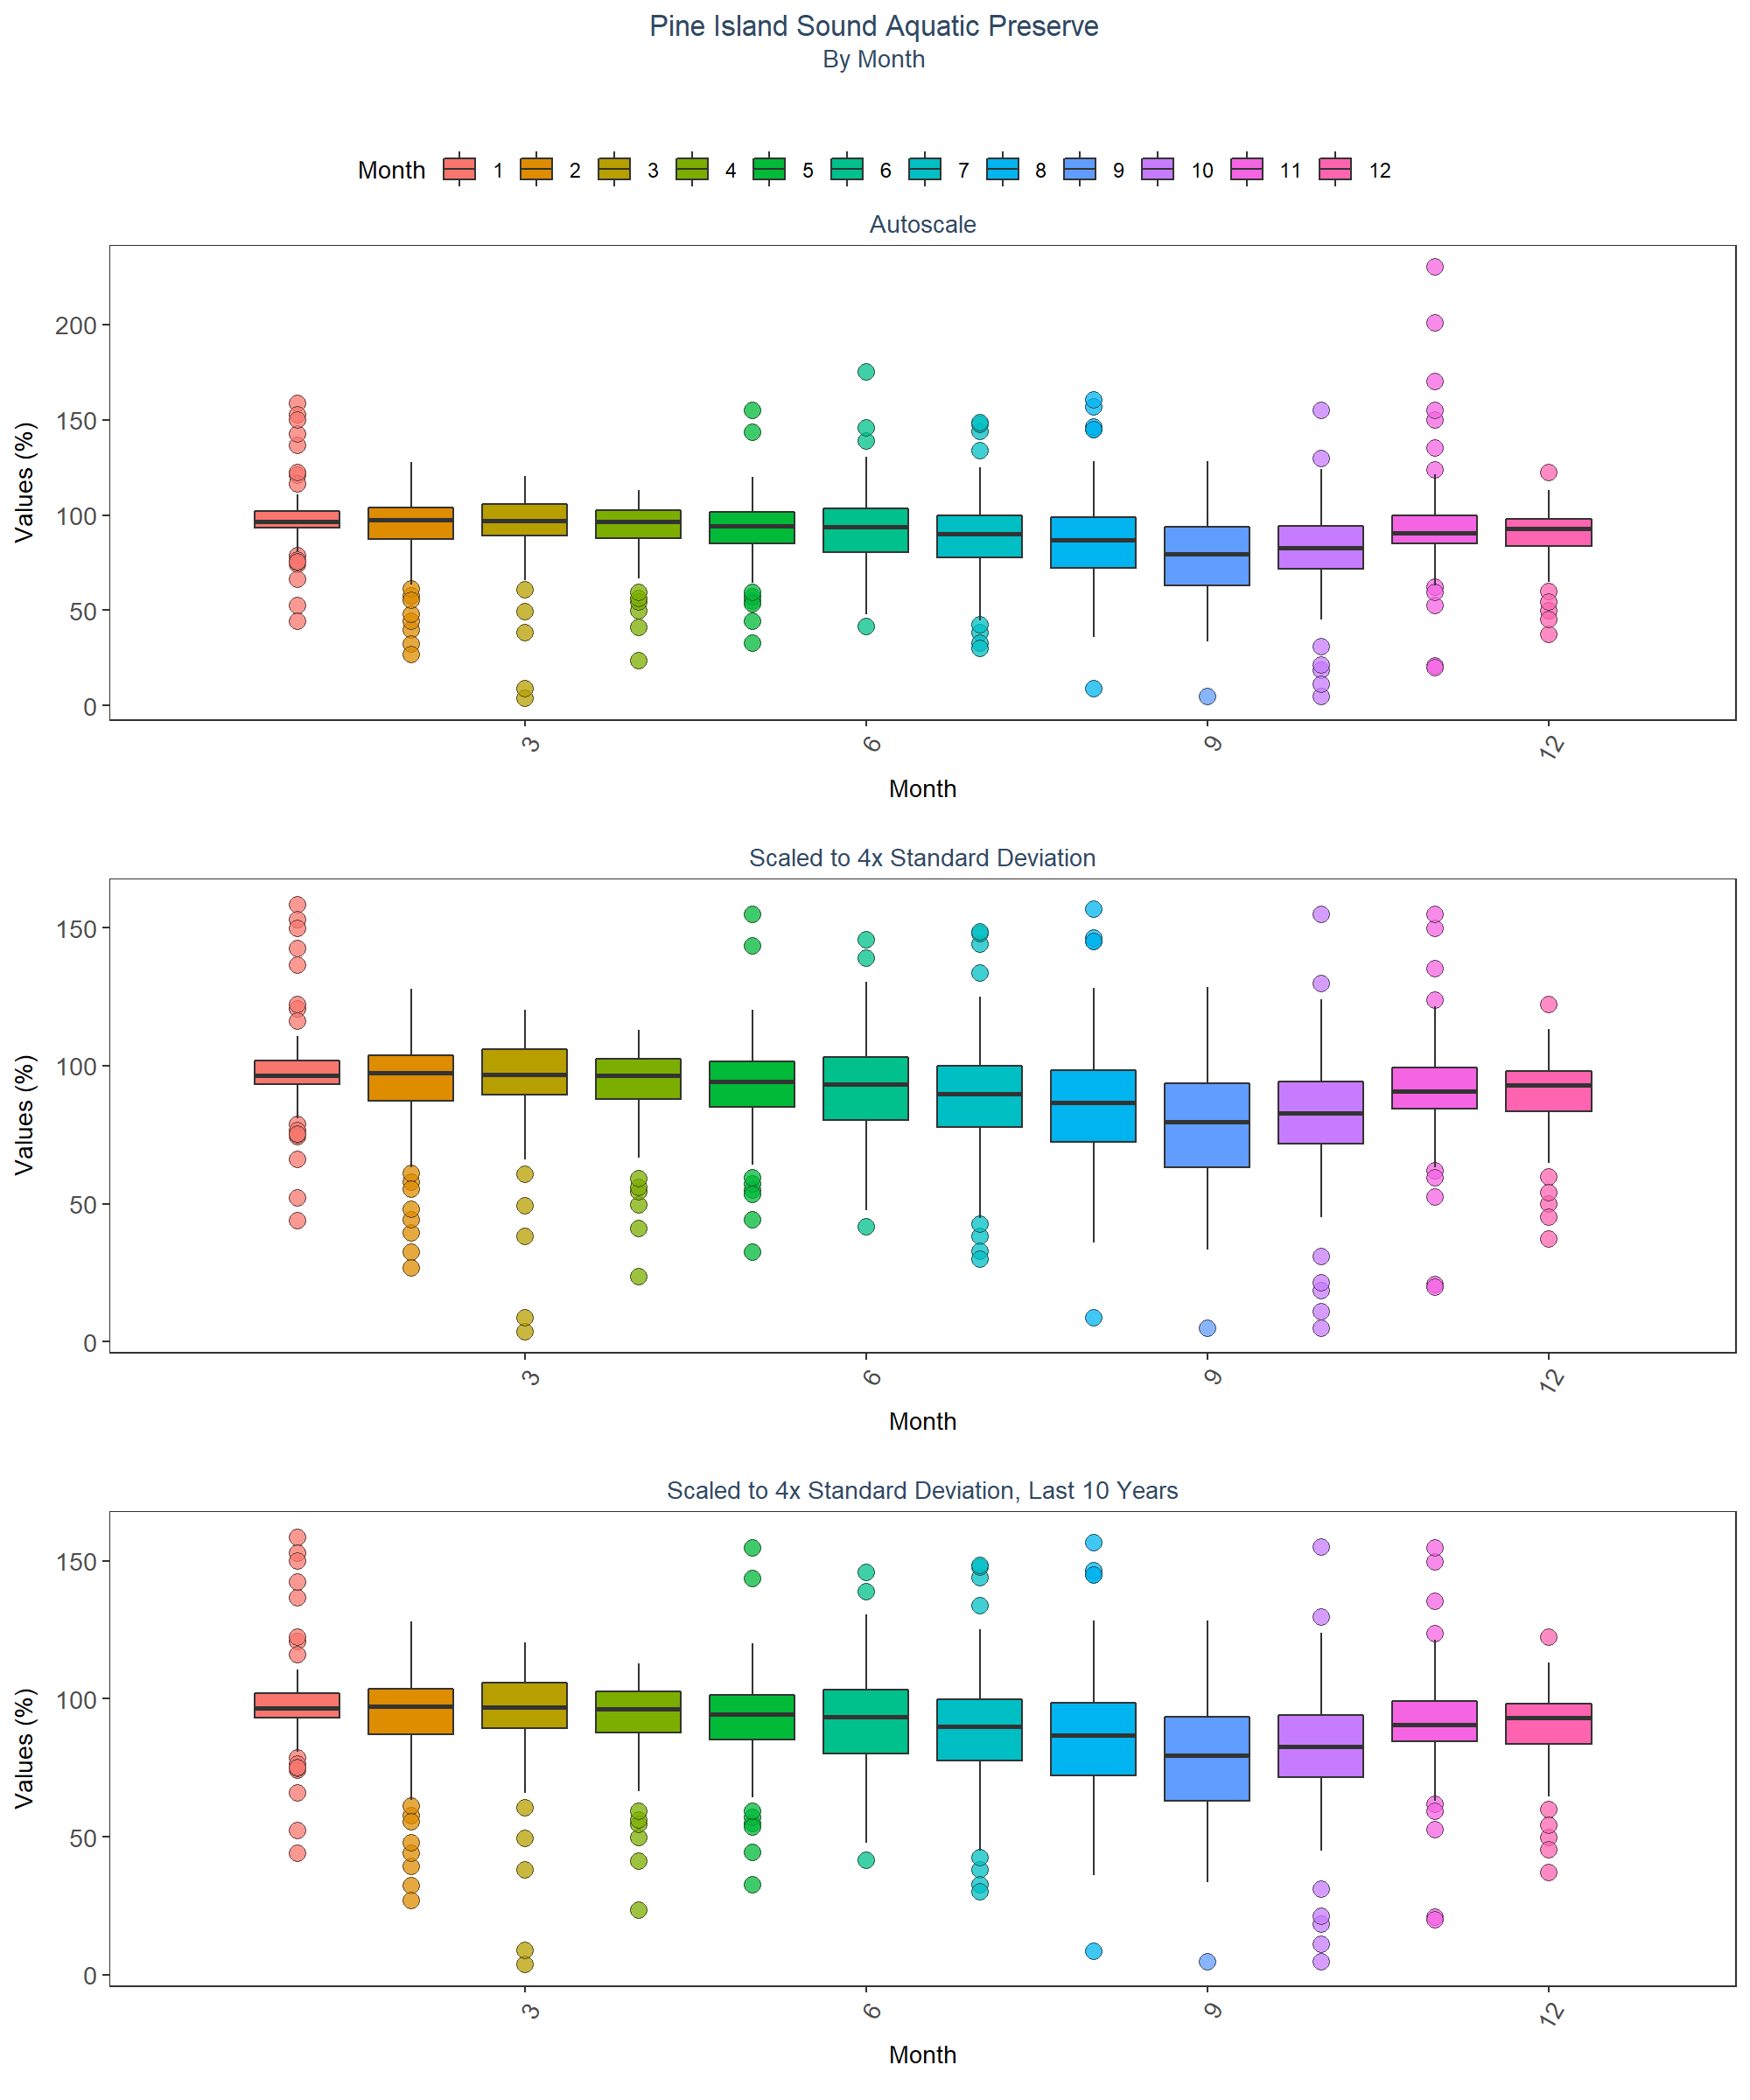 Pine Island Sound Aquatic Preserve
By Month
Month 1 2 3 4 5 6 7 8 9 10 11 12
Autoscale
Values (%)
200
150
100
50
0
3 6 9 12
Month
Scaled to 4x Standard Deviation
Values (%)
150
100
50
0
3 6 9 12
Month
Scaled to 4x Standard Deviation, Last 10 Years
Values (%)
150
100
50
0
3 6 9 12
Month